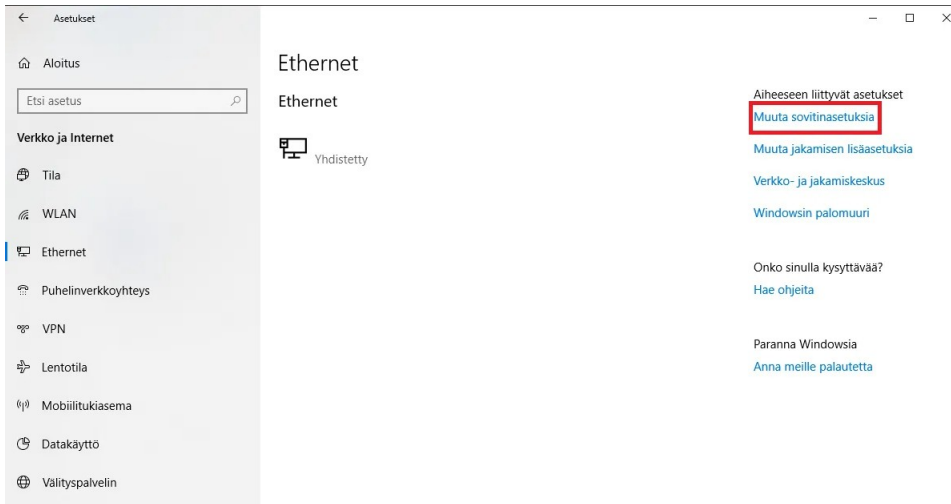 Asetukset
Aloitus
Etsi asetus
Verkko ja Internet
Tila
WLAN
Ethernet
Puhelinverkkoyhteys
VPN
Lentotila
Mobiilitukiasema
Datakäyttö
Välityspalvelin
Ethernet
Ethernet
Yhdistetty
Aiheeseen liittyvät asetukset
Muuta sovitinasetuksia
Muuta jakamisen lisäasetuksia
Verkko- ja jakamiskeskus
Windowsin palomuuri
Onko sinulla kysyttävää?
Hae ohjeita
Paranna Windowsia
Anna meille palautetta